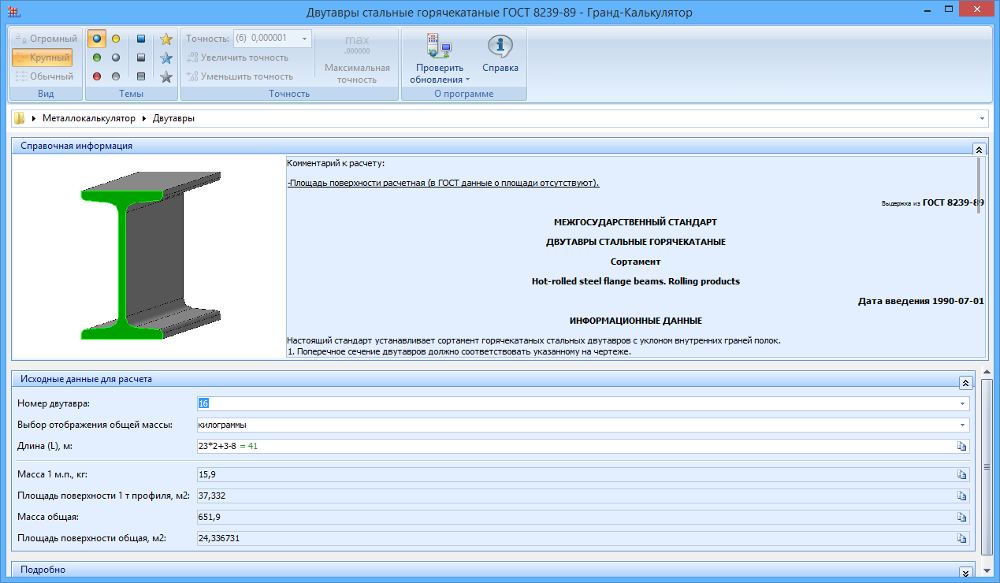 Двутавры стальные горячекатаные ГОСТ 8239-89 - Гранд-Калькулятор
Огромный
Крупный
Обычный
Вид
Темы
Точность: (6) 0,000001
Увеличить точность
Уменьшить точность
max
.000000
Максимальная
точность
Точность
Проверить
обновления
Справка
О программе
Металлокалькулятор Двутавры
Справочная информация
Комментарий к расчету:
-Площадь поверхности расчетная (в ГОСТ данные о площади отсутствуют).
Выдержка из ГОСТ 8239-89
МЕЖГОСУДАРСТВЕННЫЙ СТАНДАРТ
ДВУТАВРЫ СТАЛЬНЫЕ ГОРЯЧЕКАТАНЫЕ
Сортамент
Hot-rolled steel flange beams. Rolling products
Дата введения 1990-07-01
ИНФОРМАЦИОННЫЕ ДАННЫЕ
Настоящий стандарт устанавливает сортамент горячекатаных стальных двутавров с уклоном внутренних граней полок.
1. Поперечное сечение двутавров должно соответствовать указанному на чертеже.
Исходные данные для расчета
Номер двутавра: 16
Выбор отображения общей массы: килограммы
Длина (L), м: 23*2+3-8 = 41
Масса 1 м.п., кг: 15,9
Площадь поверхности 1 т профиля, м2: 37,332
Масса общая: 651,9
Площадь поверхности общая, м2: 24,336731
Подробно